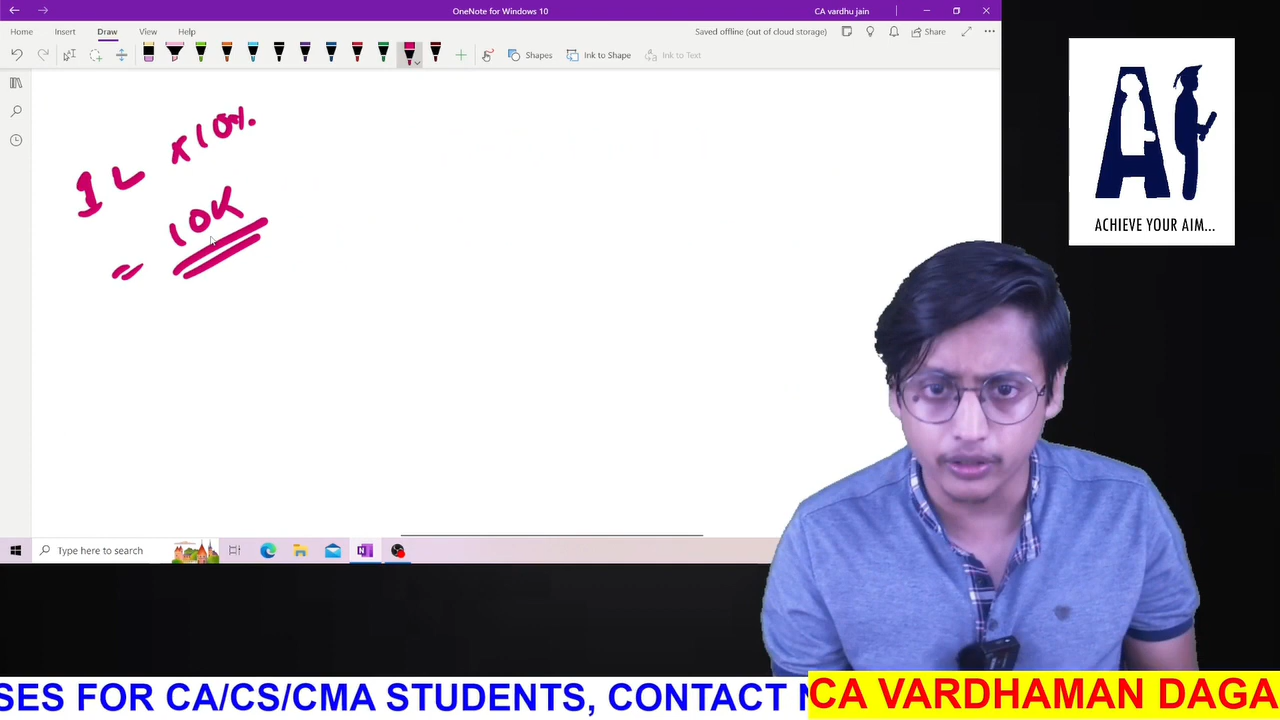 OneNote for Windows 10
CA vardhu jain
Home Insert Draw View Help
Saved offline (out of cloud storage)
Share
Shapes
Ink to Shape
Ink to Text
1 L x 10%
= 10K
ACHIEVE YOUR AIM...
Type here to search
SES FOR CA/CS/CMA STUDENTS, CONTACT N
CA VARDHAMAN DAGA